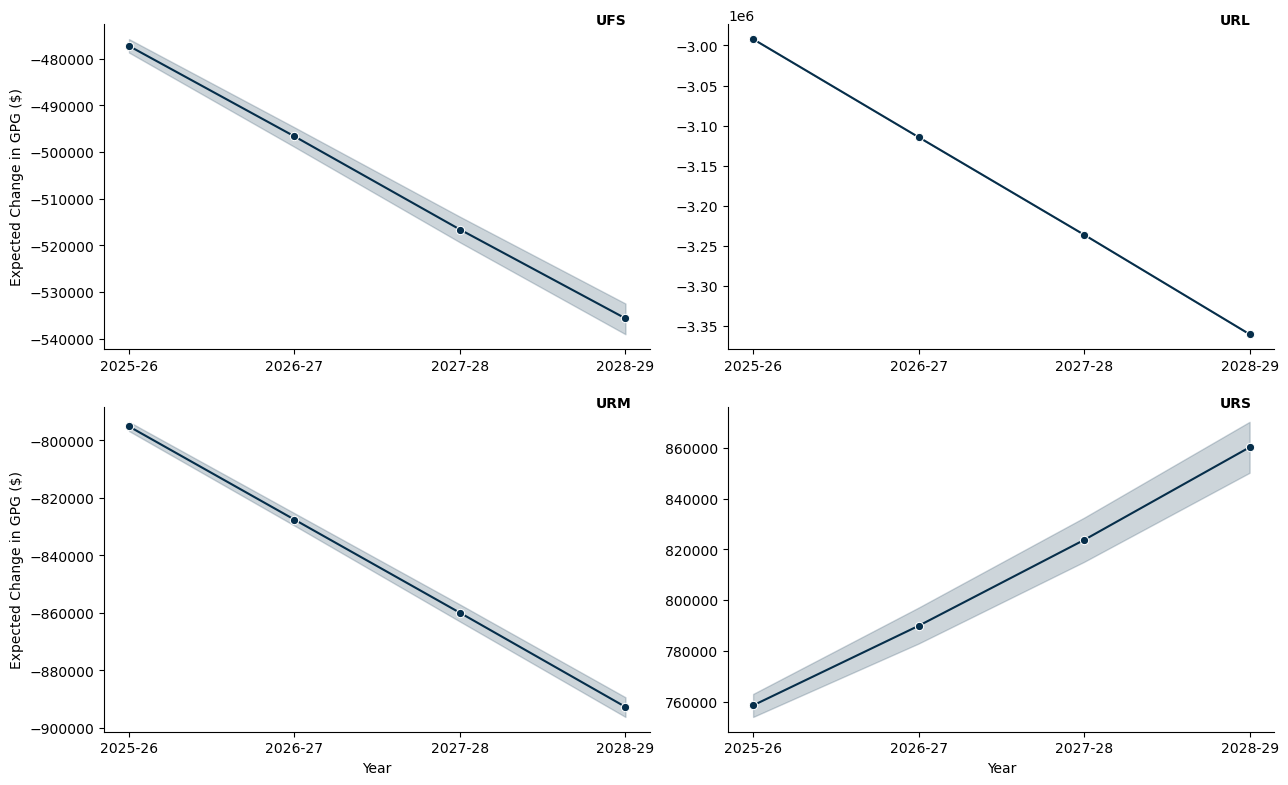 UFS
Expected Change in GPG ($)
−480000
−490000
−500000
−510000
−520000
−530000
−540000
2025-26 2026-27 2027-28 2028-29
1e6
URL
−3.00
−3.05
−3.10
−3.15
−3.20
−3.25
−3.30
−3.35
2025-26 2026-27 2027-28 2028-29
URM
Expected Change in GPG ($)
−800000
−820000
−840000
−860000
−880000
−900000
2025-26 2026-27 2027-28 2028-29
Year
URS
860000
840000
820000
800000
780000
760000
2025-26 2026-27 2027-28 2028-29
Year